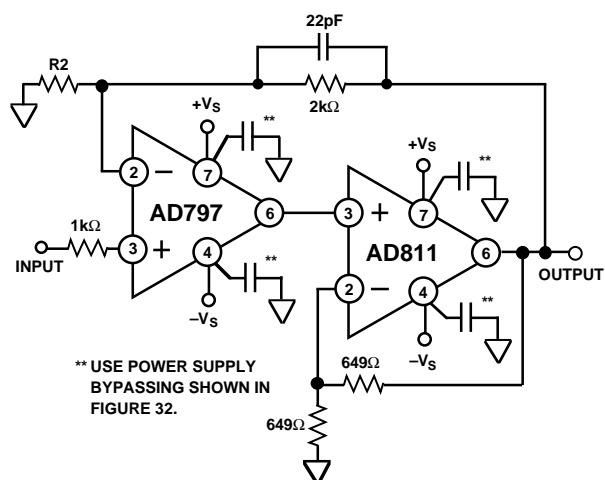 22pF
R2
2kΩ
+VS
**
+VS
**
2
–
7
AD797
6
3
+
7
1kΩ
3
+
4
AD811
6
INPUT
**
OUTPUT
2
–
4
**
–VS
–VS
649Ω
** USE POWER SUPPLY
BYPASSING SHOWN IN
FIGURE 32.
649Ω